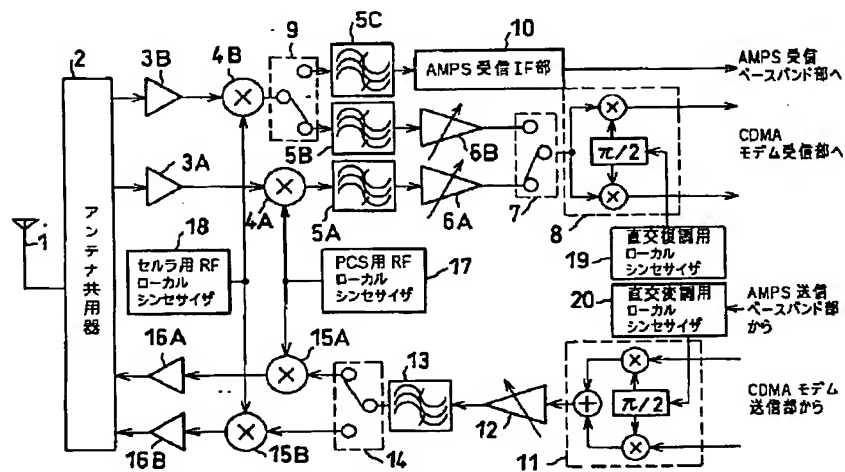 2
3B
4B
9
5C
10
AMPS 受信IF部
AMPS 受信
ベースバンド部へ
CDMA
モデム受信部へ
5B
6B
π/2
3A
4A
5A
6A
7
8
1
アンテナ共用器
18
セルラ用 RF
ローカル
シンセサイザ
PCS用 RF
ローカル
シンセサイザ
17
19
直交復調用
ローカル
シンセサイザ
20
直交後調用
ローカル
シンセサイザ
AMPS 送信
ベースバンド部
から
16A
15A
13
π/2
CDMA モデム
送信部から
16B
15B
14
12
11